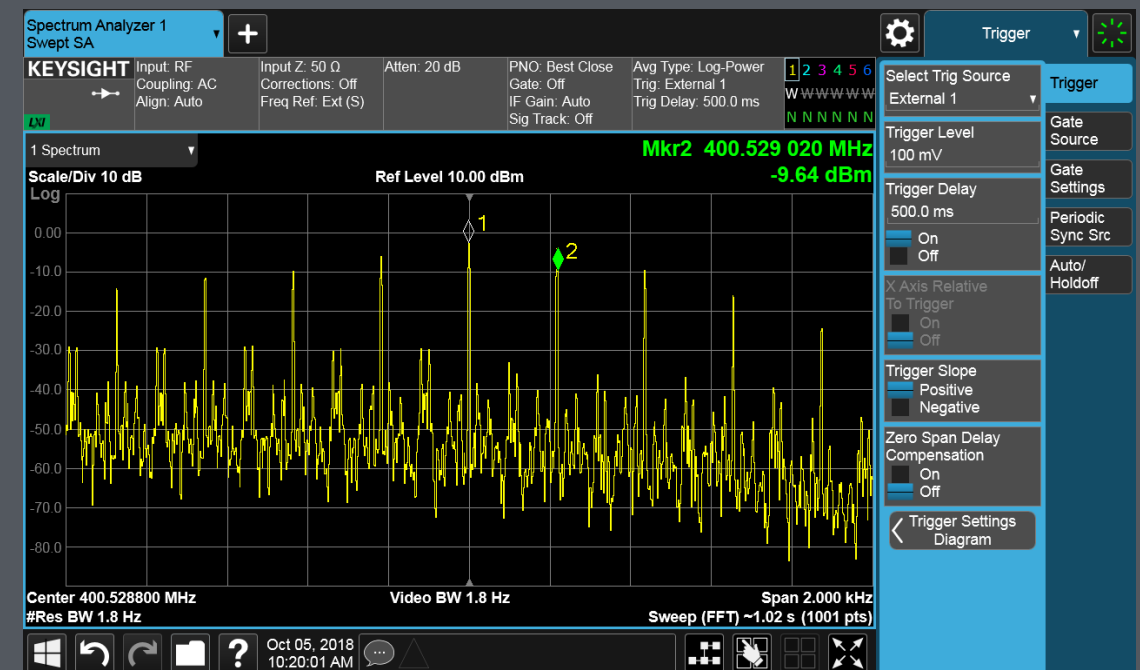 Spectrum Analyzer 1
Swept SA
+
Trigger
KEYSIGHT
LXI
Input: RF
Coupling: AC
Align: Auto
Input Z: 50 Ω
Corrections: Off
Freq Ref: Ext (S)
Atten: 20 dB
PNO: Best Close
Gate: Off
IF Gain: Auto
Sig Track: Off
Avg Type: Log-Power
Trig: External 1
Trig Delay: 500.0 ms
1 2 3 4 5 6
W W W W W W
N N N N N N
1 Spectrum
Mkr2 400.529 020 MHz
-9.64 dBm
Scale/Div 10 dB
Ref Level 10.00 dBm
Log
1
2
0.00
-10.0
-20.0
-30.0
-40.0
-50.0
-60.0
-70.0
-80.0
Center 400.528800 MHz
Video BW 1.8 Hz
Span 2.000 kHz
#Res BW 1.8 Hz
Sweep (FFT) ~1.02 s (1001 pts)
?
Oct 05, 2018
10:20:01 AM
Select Trig Source
External 1
Trigger Level
100 mV
Trigger Delay
500.0 ms
On
Off
X Axis Relative
To Trigger
On
Off
Trigger Slope
Positive
Negative
Zero Span Delay
Compensation
On
Off
Trigger Settings
Diagram
Trigger
Gate
Source
Gate
Settings
Periodic
Sync Src
Auto/
Holdoff